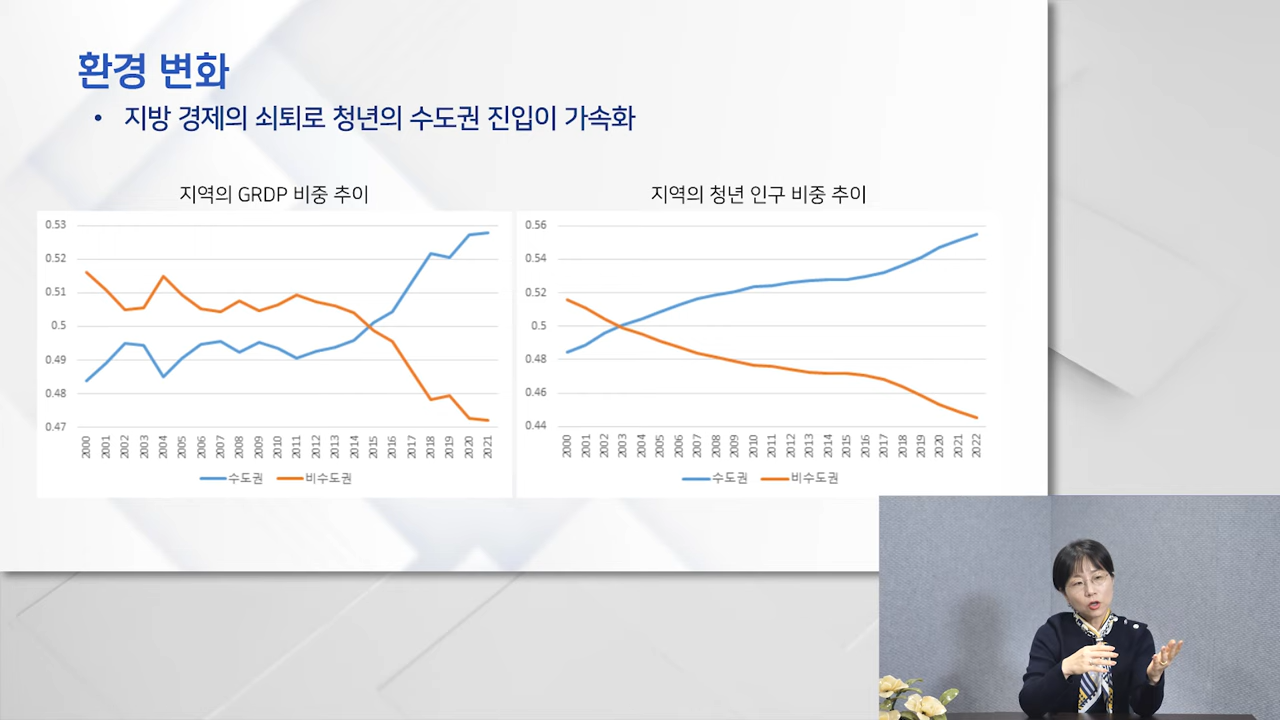 환경 변화
• 지방 경제의 쇠퇴로 청년의 수도권 진입이 가속화
지역의 GRDP 비중 추이
0.53
0.52
0.51
0.5
0.49
0.48
0.47
2000 2001 2002 2003 2004 2005 2006 2007 2008 2009 2010 2011 2012 2013 2014 2015 2016 2017 2018 2019 2020 2021
수도권 비수도권
지역의 청년 인구 비중 추이
0.56
0.54
0.52
0.5
0.48
0.46
0.44
2000 2001 2002 2003 2004 2005 2006 2007 2008 2009 2010 2011 2012 2013 2014 2015 2016 2017 2018 2019 2020 2021 2022
수도권 비수도권